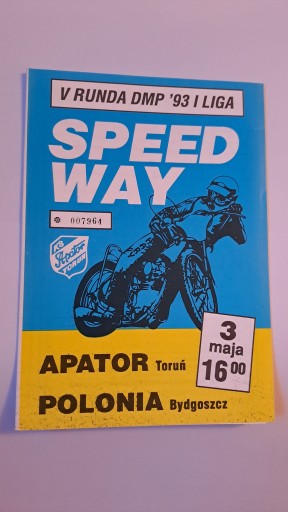 V RUNDA DMP '93 I LIGA
SPEED
WAY
007964
KS
Apator
TORUŃ
3
maja
16 00
APATOR Toruń
POLONIA Bydgoszcz